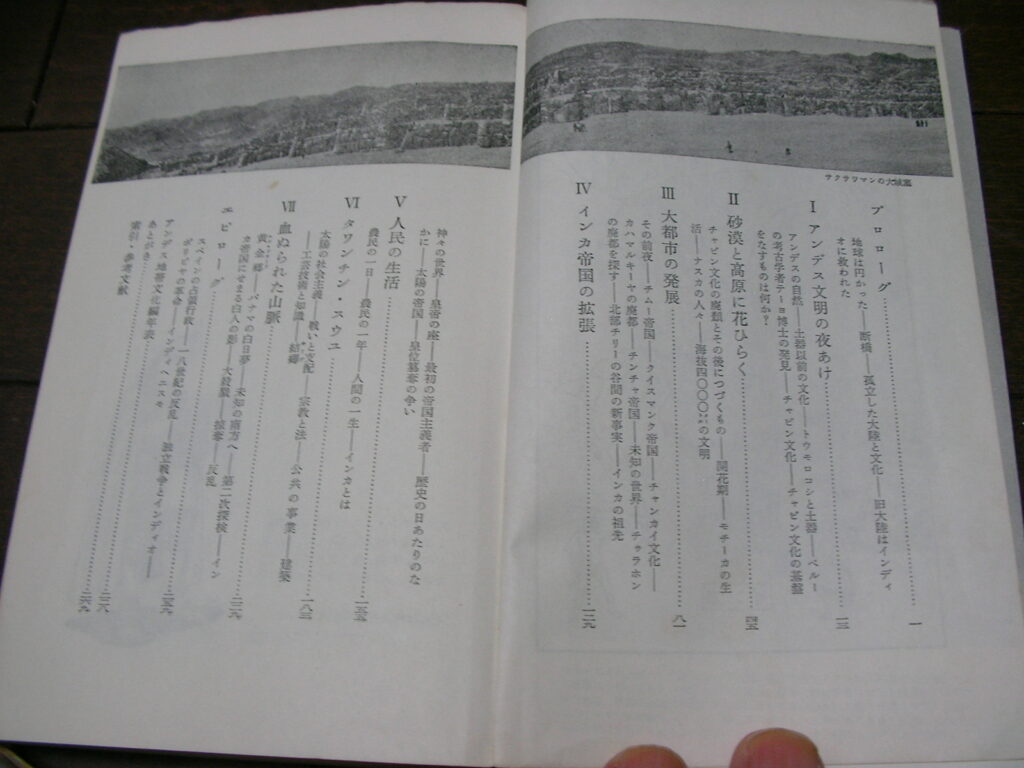 サクサワマンの大城塞
プロローグ……一
地球は円かった――断橋――孤立した大陸と文化――旧大陸はインディ
オに救われた
Ⅰ アンデス文明の夜あけ……一三
アンデスの自然――土器以前の文化――トウモロコシと土器――ペルー
の考古学者テーヨ博士の発見――チャビン文化――チャビン文化の基盤
をなすものは何か?
Ⅱ 砂漠と高原に花ひらく……四五
チャビン文化の廃頽とその後につづくもの――開花期――モチーカの生
活――ナスカの人々――海抜四〇〇〇㍍の文明
Ⅲ 大都市の発展……八一
その前夜――チムー帝国――クイスマンク帝国――チャンカイ文化――
カハマルキーヤの廃都――チンチャ帝国――未知の世界――チャラホン
の廃都を探す――北部チリーの谷間の新事実――インカの祖先
Ⅳ インカ帝国の拡張……一二九
神々の世界――皇帝の座――最初の帝国主義者――歴史の日あたりのな
かに――太陽の帝国――皇位簒奪の争い
Ⅴ 人民の生活……
農民の一日――農民の一年――人間の一生――インカとは
Ⅵ タワンチン・スウユ……
太陽の社会主義――戦いと支配――宗教と法――公共の事業――建築
――工芸技術と知識――結縄
Ⅶ 血ぬられた山脈……
黄金郷――パナマの白日夢――未知の南方へ――第二次探検――イン
カ帝国にせまる白人の影――大殺戮――掠奪――反乱
エピローグ……
スペインの占領行政――一八世紀の反乱――独立戦争とインディオ――
ボリビヤの革命――インディヘニスモ
アンデス地帯文化編年表……
あとがき……
索引・参考文献